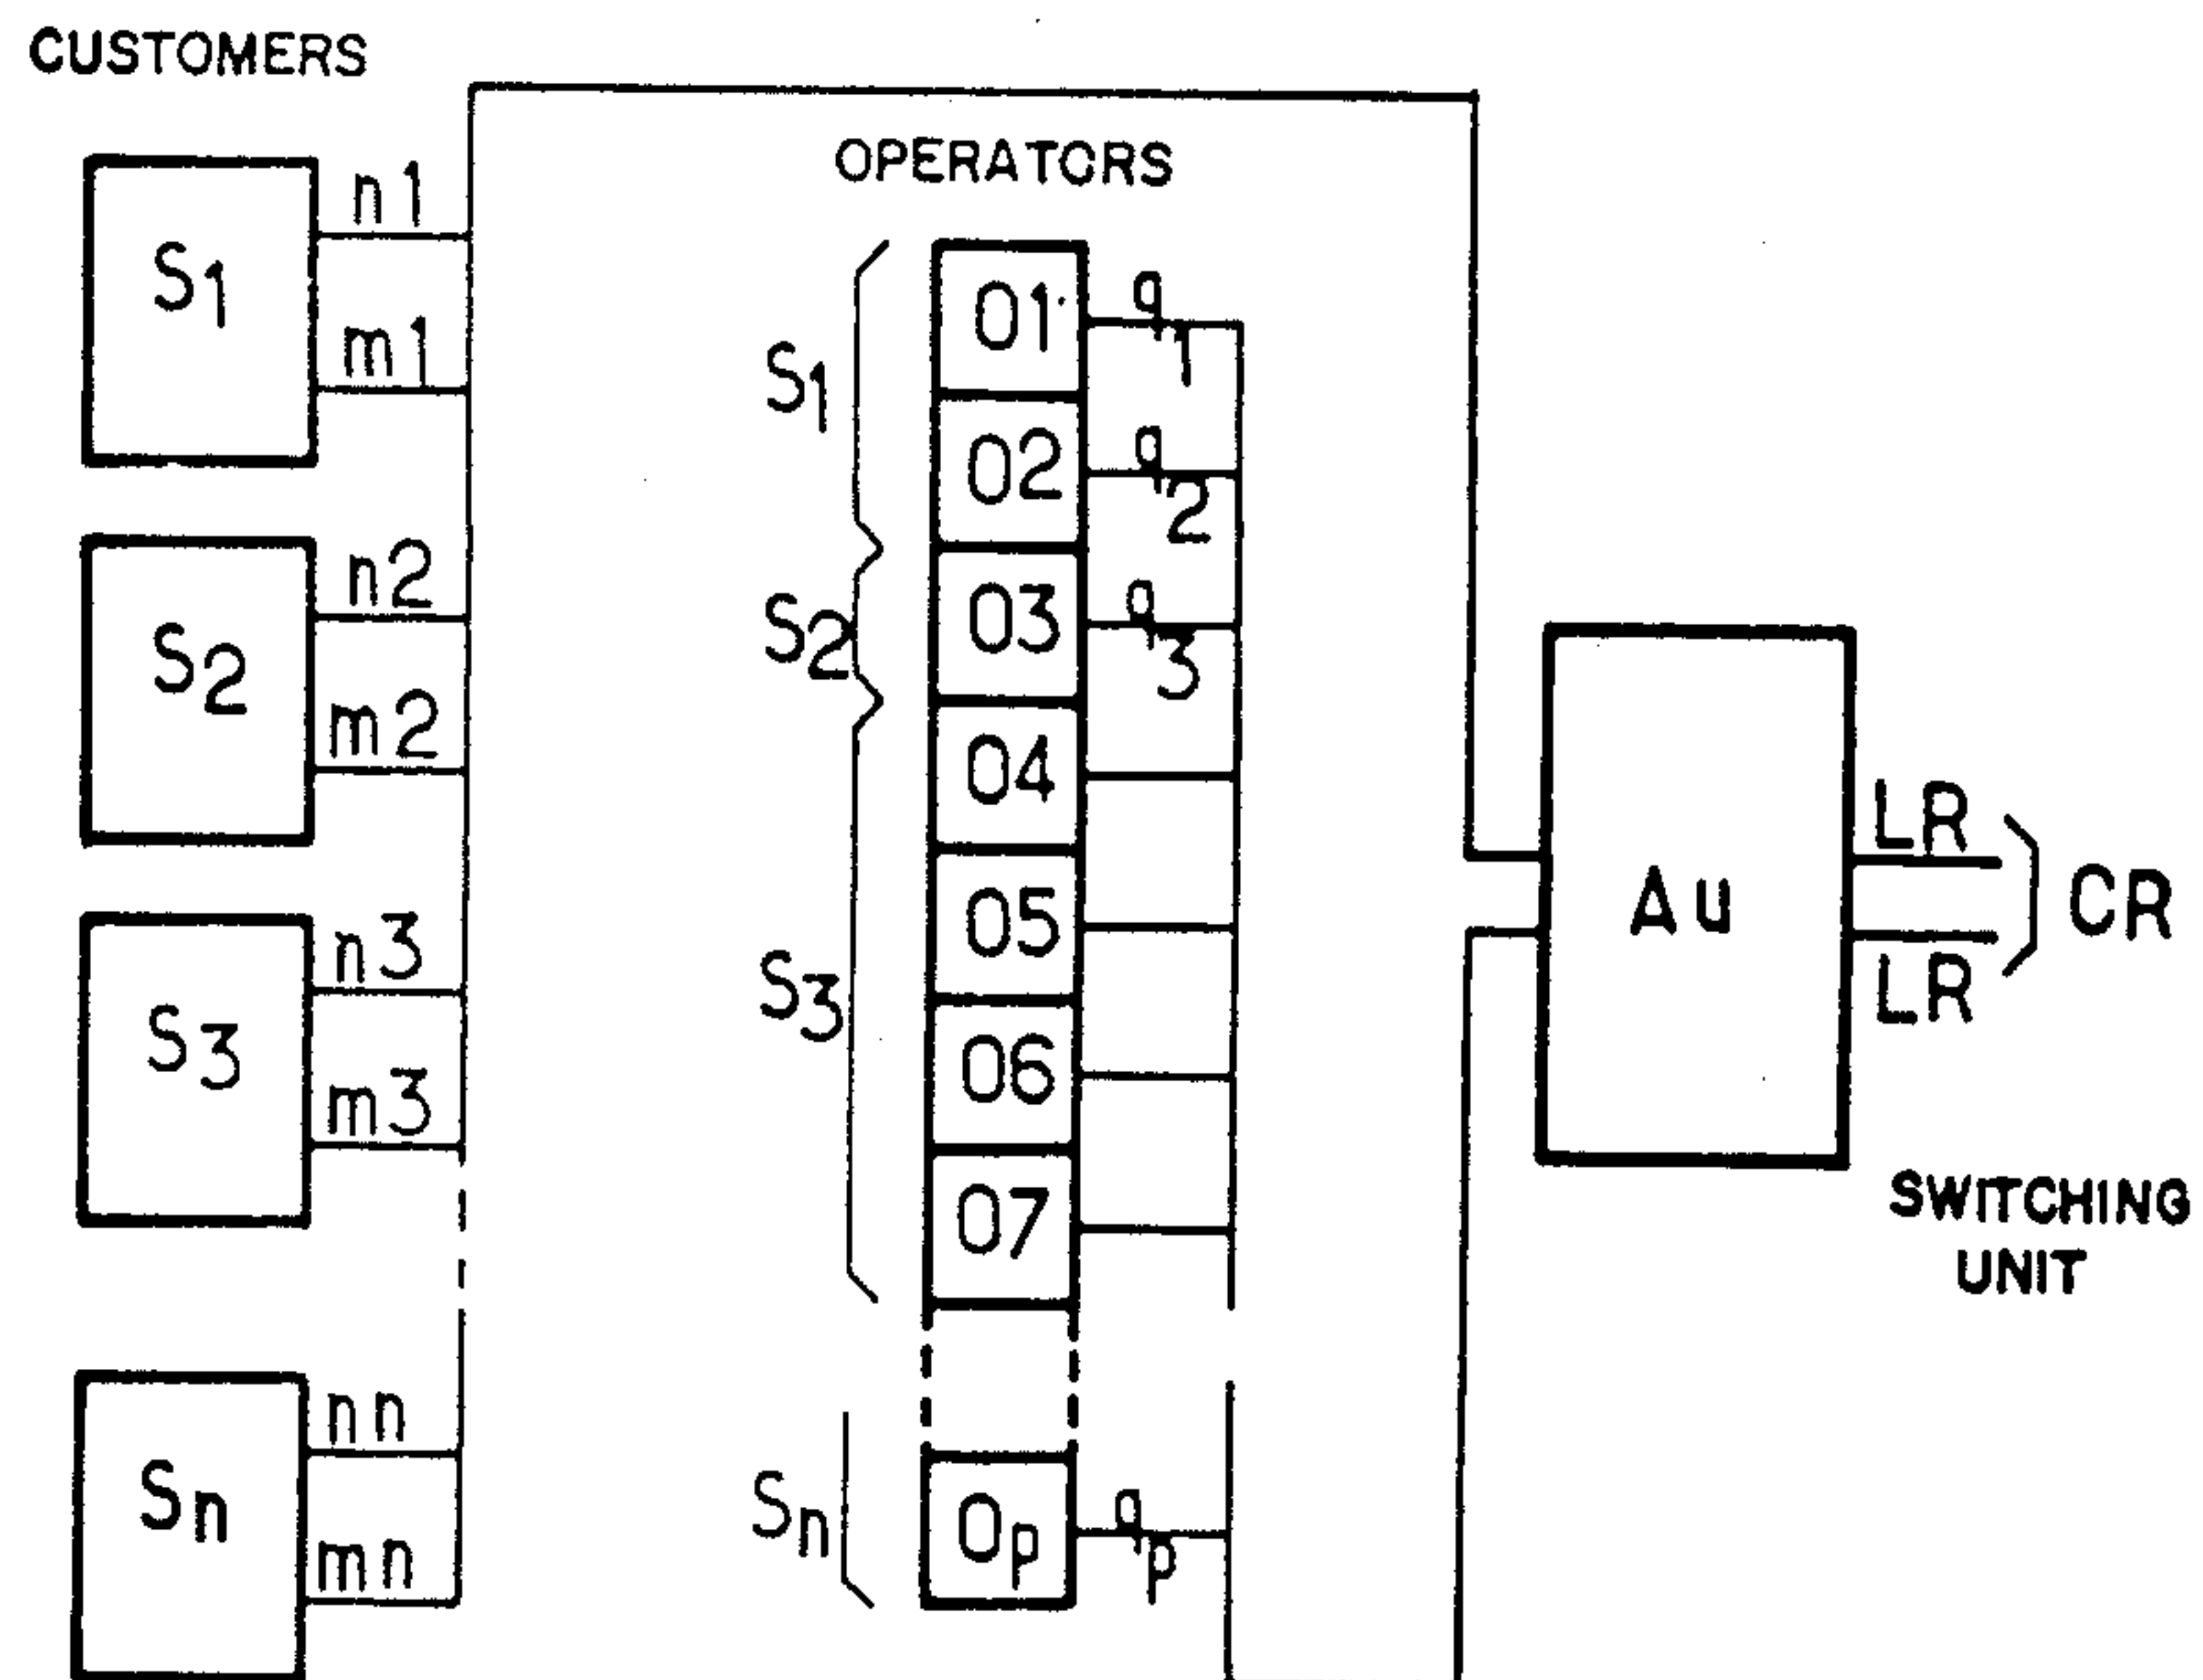 CUSTOMERS
S1
n1
m1
S2
n2
m2
S3
n3
m3
Sn
nn
mn
OPERATORS
S1
S2
S3
Sn
01
02
03
04
05
06
07
Op
q1
q2
q3
qp
Au
LR
LR
CR
SWITCHING
UNIT